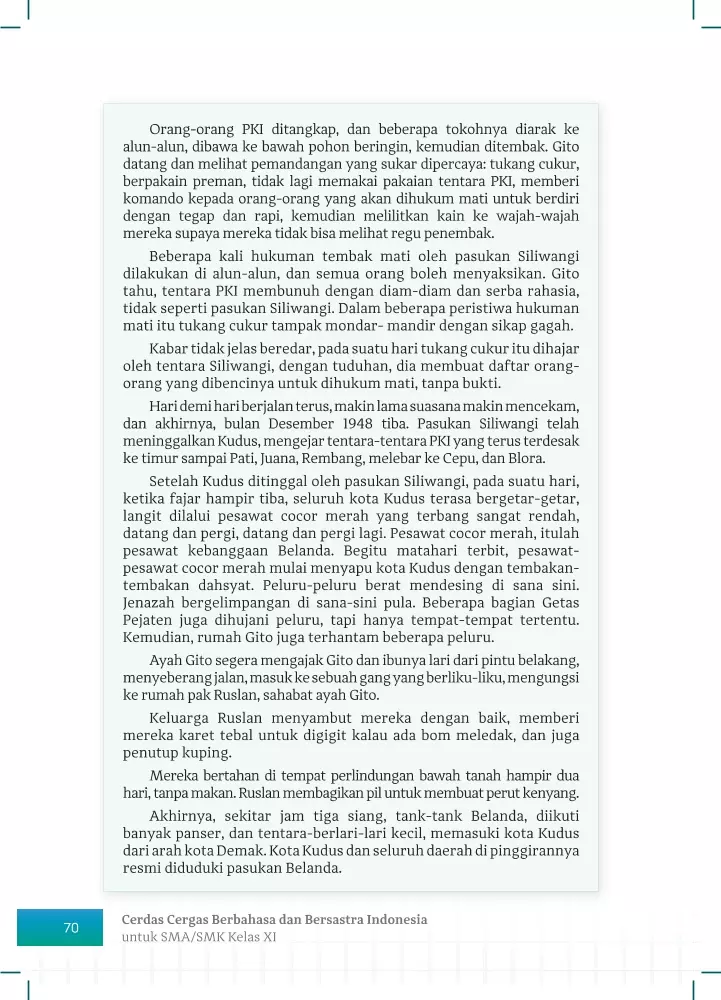 Orang-orang PKI ditangkap, dan beberapa tokohnya diarak ke
alun-alun, dibawa ke bawah pohon beringin, kemudian ditembak. Gito
datang dan melihat pemandangan yang sukar dipercaya: tukang cukur,
berpakain preman, tidak lagi memakai pakaian tentara PKI, memberi
komando kepada orang-orang yang akan dihukum mati untuk berdiri
dengan tegap dan rapi, kemudian melilitkan kain ke wajah-wajah
mereka supaya mereka tidak bisa melihat regu penembak.
Beberapa kali hukuman tembak mati oleh pasukan Siliwangi
dilakukan di alun-alun, dan semua orang boleh menyaksikan. Gito
tahu, tentara PKI membunuh dengan diam-diam dan serba rahasia,
tidak seperti pasukan Siliwangi. Dalam beberapa peristiwa hukuman
mati itu tukang cukur tampak mondar- mandir dengan sikap gagah.
Kabar tidak jelas beredar, pada suatu hari tukang cukur itu dihajar
oleh tentara Siliwangi, dengan tuduhan, dia membuat daftar orang-
orang yang dibencinya untuk dihukum mati, tanpa bukti.
Hari demi hari berjalan terus, makin lama suasana makin mencekam,
dan akhirnya, bulan Desember 1948 tiba. Pasukan Siliwangi telah
meninggalkan Kudus, mengejar tentara-tentara PKI yang terus terdesak
ke timur sampai Pati, Juana, Rembang, melebar ke Cepu, dan Blora.
Setelah Kudus ditinggal oleh pasukan Siliwangi, pada suatu hari,
ketika fajar hampir tiba, seluruh kota Kudus terasa bergetar-getar,
langit dilalui pesawat cocor merah yang terbang sangat rendah,
datang dan pergi, datang dan pergi lagi. Pesawat cocor merah, itulah
pesawat kebanggaan Belanda. Begitu matahari terbit, pesawat-
pesawat cocor merah mulai menyapu kota Kudus dengan tembakan-
tembakan dahsyat. Peluru-peluru berat mendesing di sana sini.
Jenazah bergelimpangan di sana-sini pula. Beberapa bagian Getas
Pejaten juga dihujani peluru, tapi hanya tempat-tempat tertentu.
Kemudian, rumah Gito juga terhantam beberapa peluru.
Ayah Gito segera mengajak Gito dan ibunya lari dari pintu belakang,
menyeberang jalan, masuk ke sebuah gang yang berliku-liku, mengungsi
ke rumah pak Ruslan, sahabat ayah Gito.
Keluarga Ruslan menyambut mereka dengan baik, memberi
mereka karet tebal untuk digigit kalau ada bom meledak, dan juga
penutup kuping.
Mereka bertahan di tempat perlindungan bawah tanah hampir dua
hari, tanpa makan. Ruslan membagikan pil untuk membuat perut kenyang.
Akhirnya, sekitar jam tiga siang, tank-tank Belanda, diikuti
banyak panser, dan tentara-berlari-lari kecil, memasuki kota Kudus
dari arah kota Demak. Kota Kudus dan seluruh daerah di pinggirannya
resmi diduduki pasukan Belanda.
70
Cerdas Cergas Berbahasa dan Bersastra Indonesia
untuk SMA/SMK Kelas XI